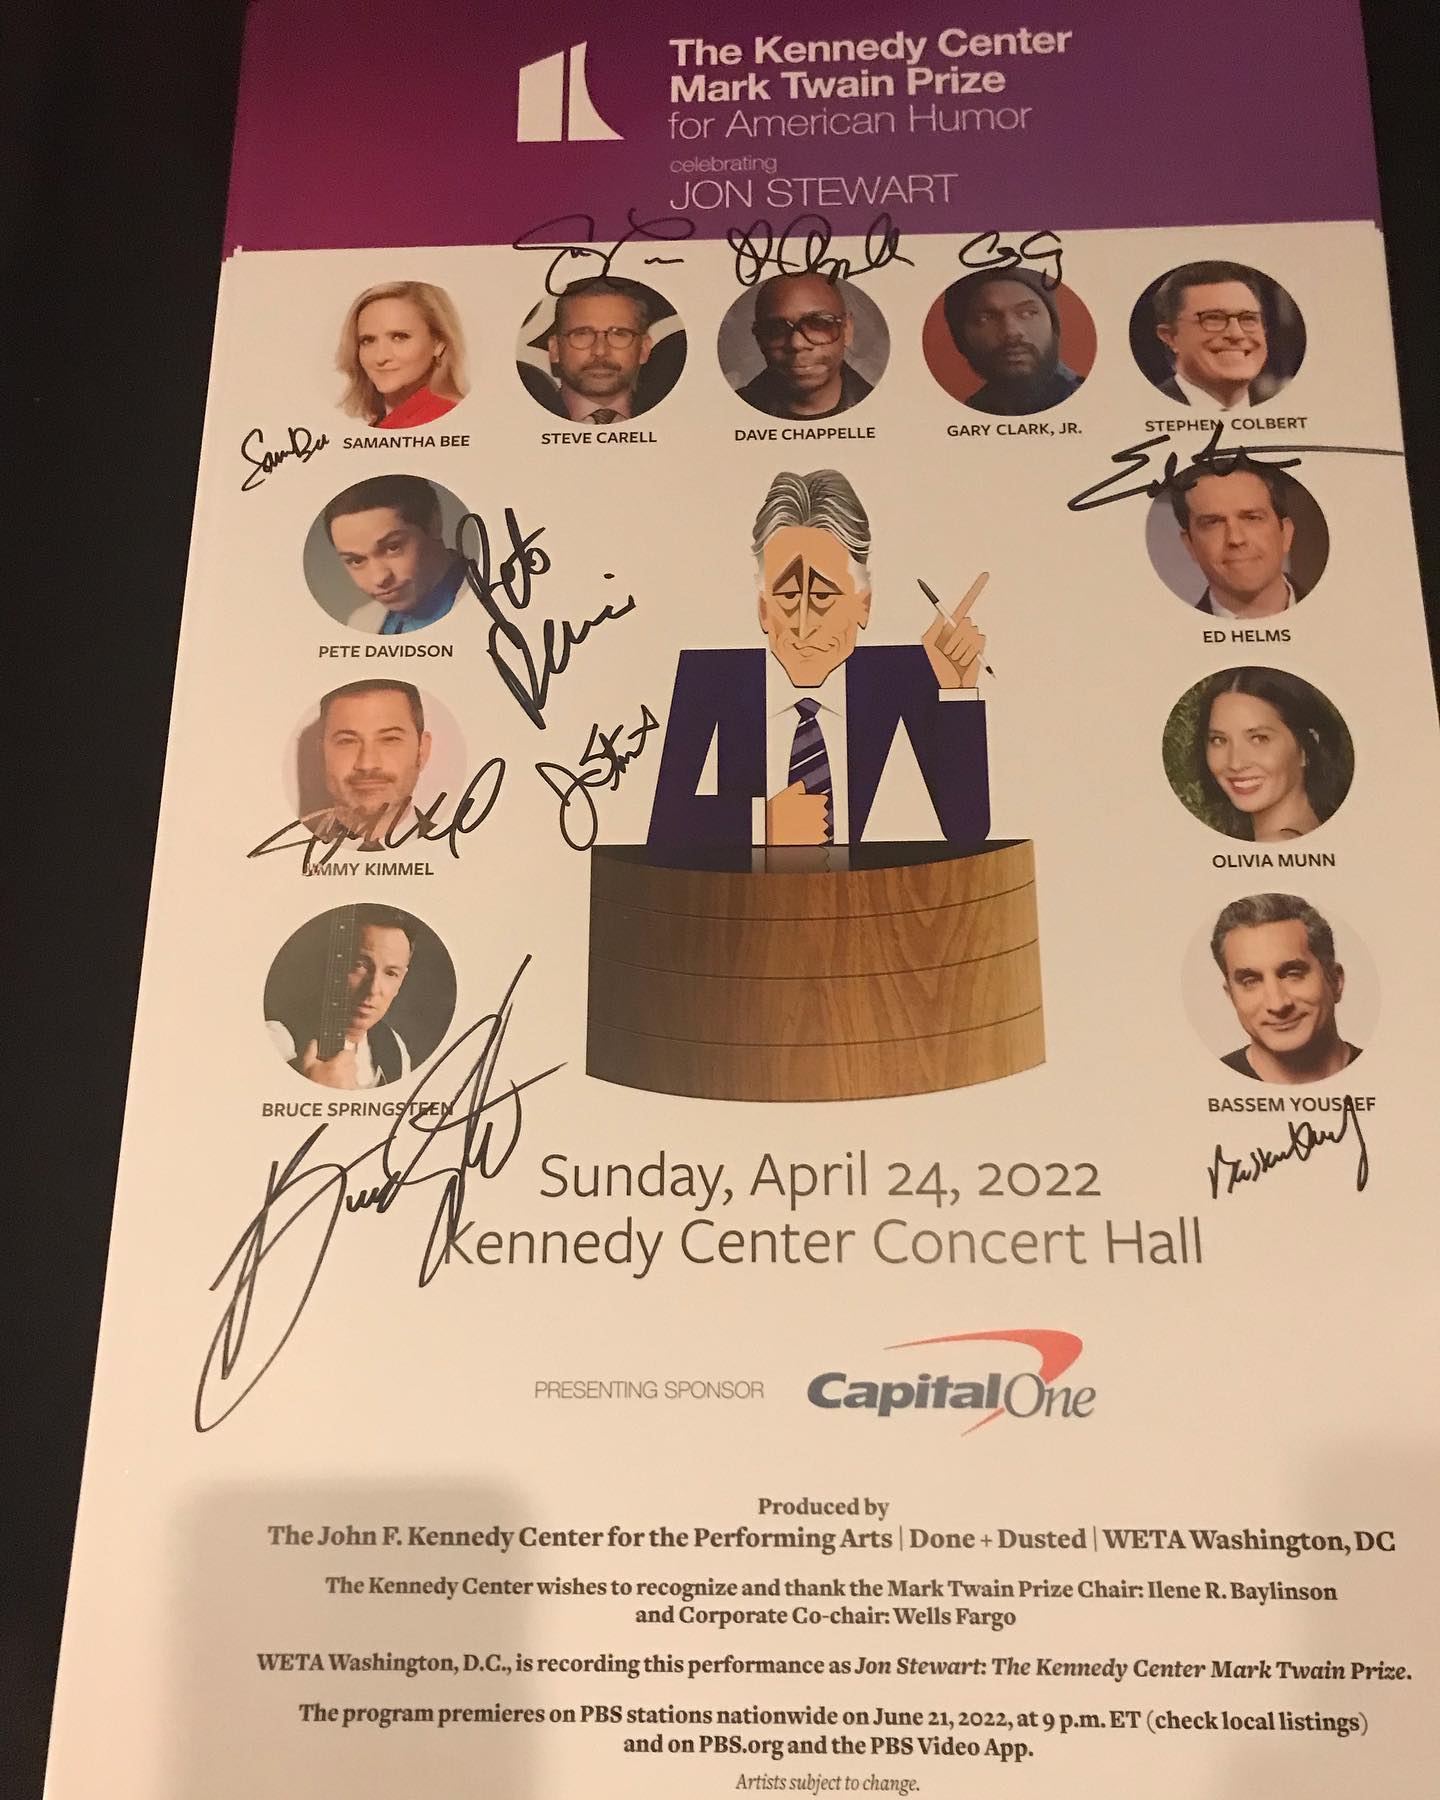 The Kennedy Center
Mark Twain Prize
for American Humor
celebrating
JON STEWART
SAMANTHA BEE
STEVE CARELL
DAVE CHAPPELLE
GARY CLARK, JR.
STEPHEN COLBERT
PETE DAVIDSON
ED HELMS
JIMMY KIMMEL
OLIVIA MUNN
BRUCE SPRINGSTEEN
BASSEM YOUSSEF
Sunday, April 24, 2022
Kennedy Center Concert Hall
PRESENTING SPONSOR
CapitalOne
Produced by
The John F. Kennedy Center for the Performing Arts | Done + Dusted | WETA Washington, DC
The Kennedy Center wishes to recognize and thank the Mark Twain Prize Chair: Ilene R. Baylinson
and Corporate Co-chair: Wells Fargo
WETA Washington, D.C., is recording this performance as Jon Stewart: The Kennedy Center Mark Twain Prize.
The program premieres on PBS stations nationwide on June 21, 2022, at 9 p.m. ET (check local listings)
and on PBS.org and the PBS Video App.
Artists subject to change.